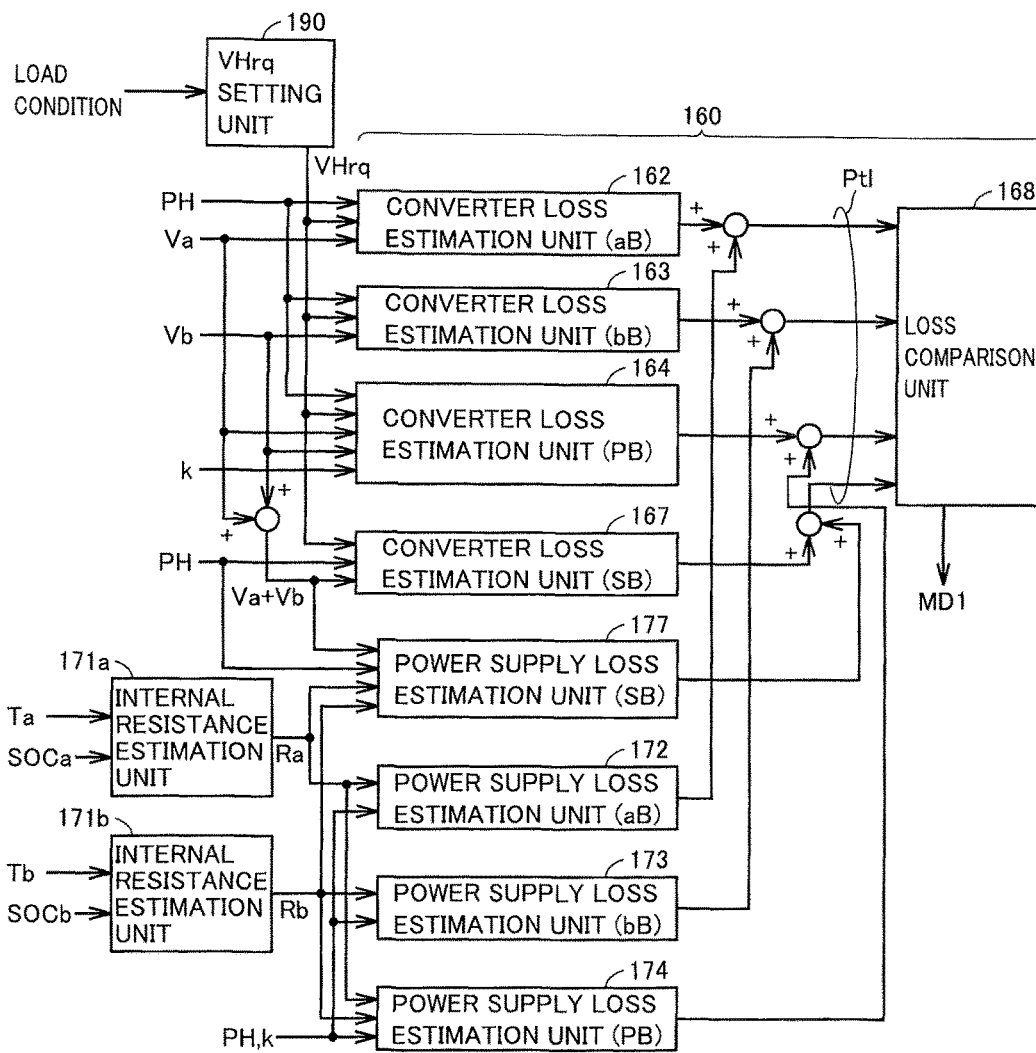 190
LOAD CONDITION
VHrq
SETTING
UNIT
160
VHrq
162
Ptl
168
PH
CONVERTER LOSS
ESTIMATION UNIT (aB)
+
+
Va
163
CONVERTER LOSS
ESTIMATION UNIT (bB)
+
+
Vb
LOSS
COMPARISON
UNIT
164
CONVERTER LOSS
ESTIMATION UNIT (PB)
+
+
k
+
+
167
CONVERTER LOSS
ESTIMATION UNIT (SB)
+
+
PH
Va+Vb
MD1
177
POWER SUPPLY LOSS
ESTIMATION UNIT (SB)
171a
INTERNAL
RESISTANCE
ESTIMATION
UNIT
Ta
SOCa
Ra
172
POWER SUPPLY LOSS
ESTIMATION UNIT (aB)
171b
INTERNAL
RESISTANCE
ESTIMATION
UNIT
Tb
SOCb
Rb
173
POWER SUPPLY LOSS
ESTIMATION UNIT (bB)
174
POWER SUPPLY LOSS
ESTIMATION UNIT (PB)
PH,k